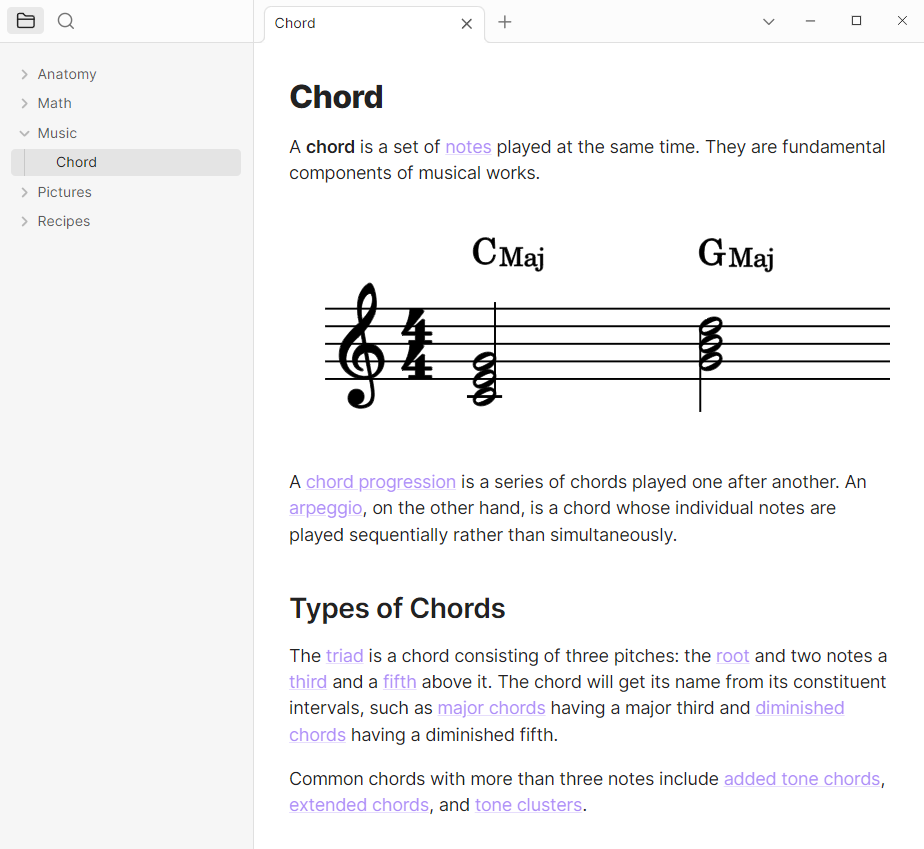 Chord
Anatomy
Math
Music
Chord
Pictures
Recipes
Chord
A chord is a set of notes played at the same time. They are fundamental
components of musical works.
CMaj GMaj
4
4
A chord progression is a series of chords played one after another. An
arpeggio, on the other hand, is a chord whose individual notes are
played sequentially rather than simultaneously.
Types of Chords
The triad is a chord consisting of three pitches: the root and two notes a
third and a fifth above it. The chord will get its name from its constituent
intervals, such as major chords having a major third and diminished
chords having a diminished fifth.
Common chords with more than three notes include added tone chords,
extended chords, and tone clusters.